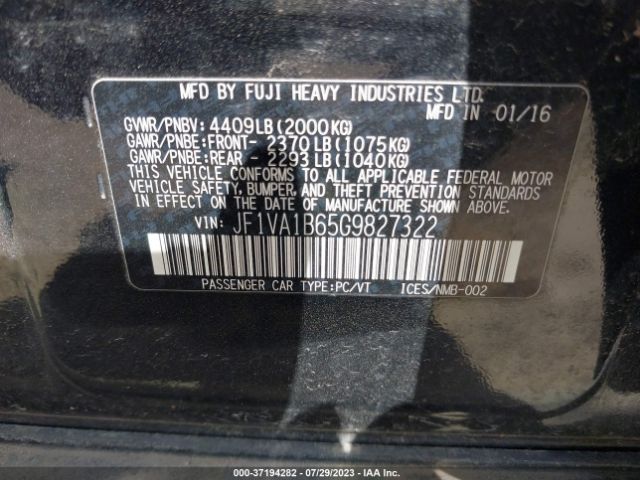 MFD BY FUJI HEAVY INDUSTRIES LTD.
MFD IN 01/16
GVWR/PNBV: 4409LB(2000KG)
GAWR/PNBE:FRONT- 2370LB(1075KG)
GAWR/PNBE:REAR - 2293LB(1040KG)
THIS VEHICLE CONFORMS TO ALL APPLICABLE FEDERAL MOTOR
VEHICLE SAFETY, BUMPER, AND THEFT PREVENTION STANDARDS
IN EFFECT ON THE DATE OF MANUFACTURE SHOWN ABOVE.
VIN: JF1VA1B65G9827322
PASSENGER CAR TYPE:PC/VT ICES/NMB-002
000-37194282 / 07/29/2023 - IAA Inc.